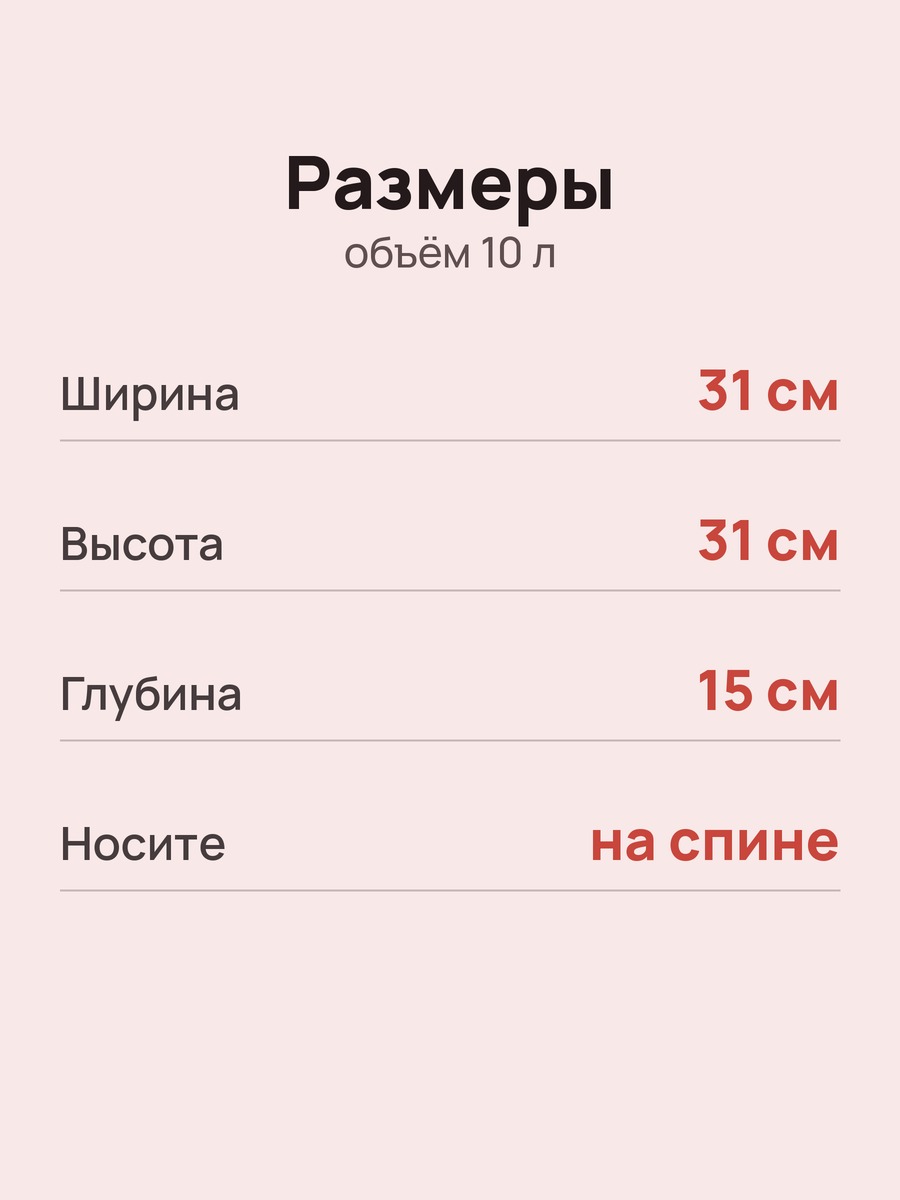 Размеры
объём 10 л
Ширина 31 см
Высота 31 см
Глубина 15 см
Носите на спине